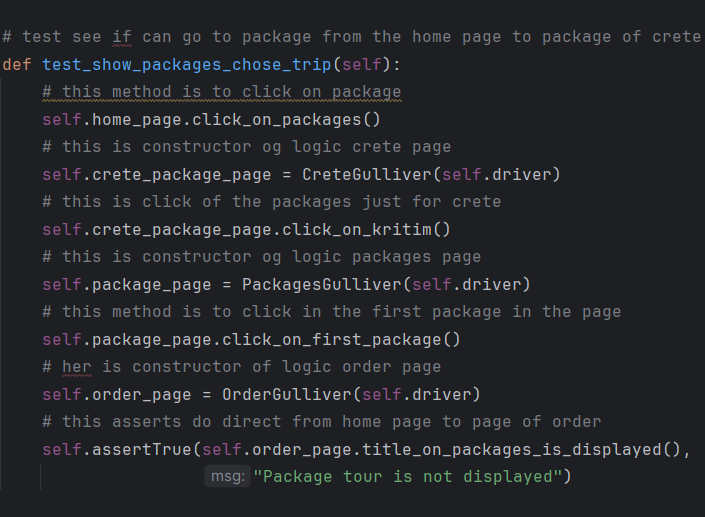 # test see if can go to package from the home page to package of crete
def test_show_packages_chose_trip(self):
# this method is to click on package
self.home_page.click_on_packages()
# this is constructor og logic crete page
self.crete_package_page = CreteGulliver(self.driver)
# this is click of the packages just for crete
self.crete_package_page.click_on_kritim()
# this is constructor og logic packages page
self.package_page = PackagesGulliver(self.driver)
# this method is to click in the first package in the page
self.package_page.click_on_first_package()
# her is constructor of logic order page
self.order_page = OrderGulliver(self.driver)
# this asserts do direct from home page to page of order
self.assertTrue(self.order_page.title_on_packages_is_displayed(),
msg: "Package tour is not displayed")